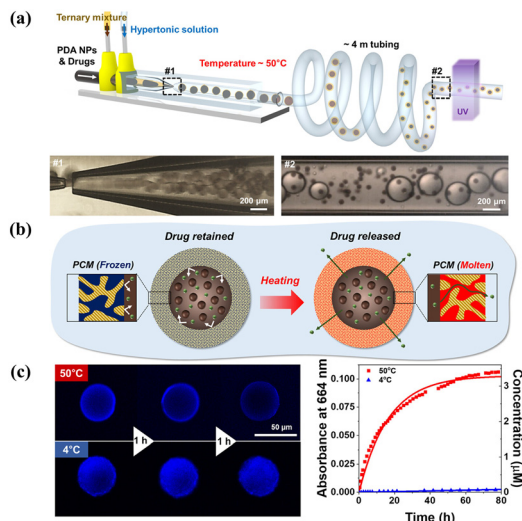 (a)
Ternary mixture
Hypertonic solution
PDA NPs
& Drugs
#1
Temperature ~ 50°C
~ 4 m tubing
#2
UV
#1
200 µm
#2
200 µm
(b)
Drug retained
Drug released
PCM (Frozen)
Heating
PCM (Molten)
(c)
50°C
4°C
1 h
1 h
50 µm
Absorbance at 664 nm
0.100
0.075
0.050
0.025
0.000
50°C
4°C
3
2
1
0
Concentration (µM)
0 20 40 60 80
Time (h)